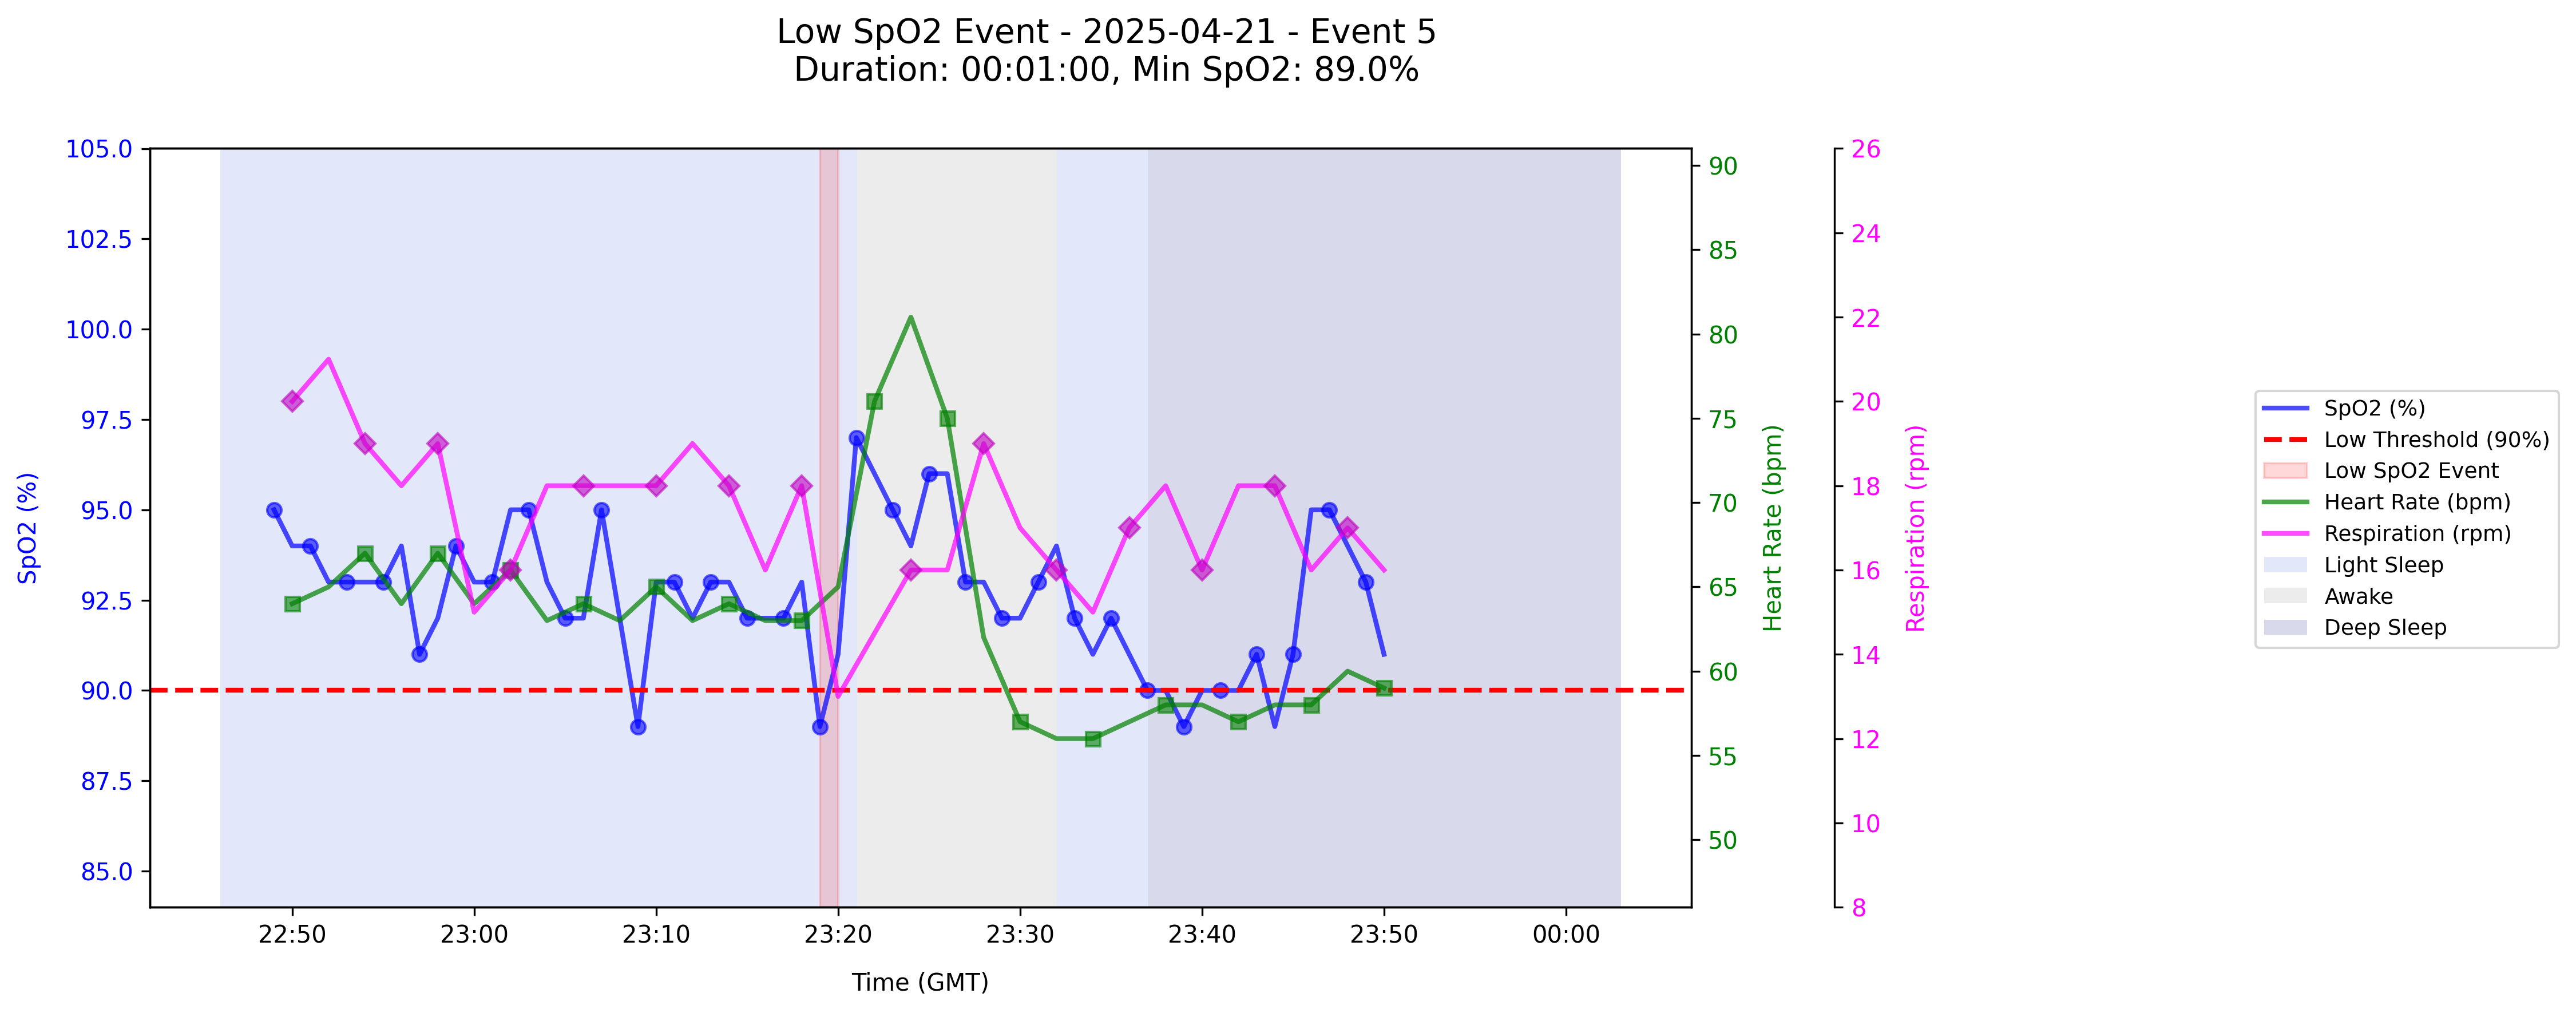 Low SpO2 Event - 2025-04-21 - Event 5
Duration: 00:01:00, Min SpO2: 89.0%
105.0
102.5
100.0
97.5
95.0
92.5
90.0
87.5
85.0
SpO2 (%)
90
85
80
75
70
65
60
55
50
Heart Rate (bpm)
26
24
22
20
18
16
14
12
10
8
Respiration (rpm)
22:50 23:00 23:10 23:20 23:30 23:40 23:50 00:00
Time (GMT)
SpO2 (%)
Low Threshold (90%)
Low SpO2 Event
Heart Rate (bpm)
Respiration (rpm)
Light Sleep
Awake
Deep Sleep